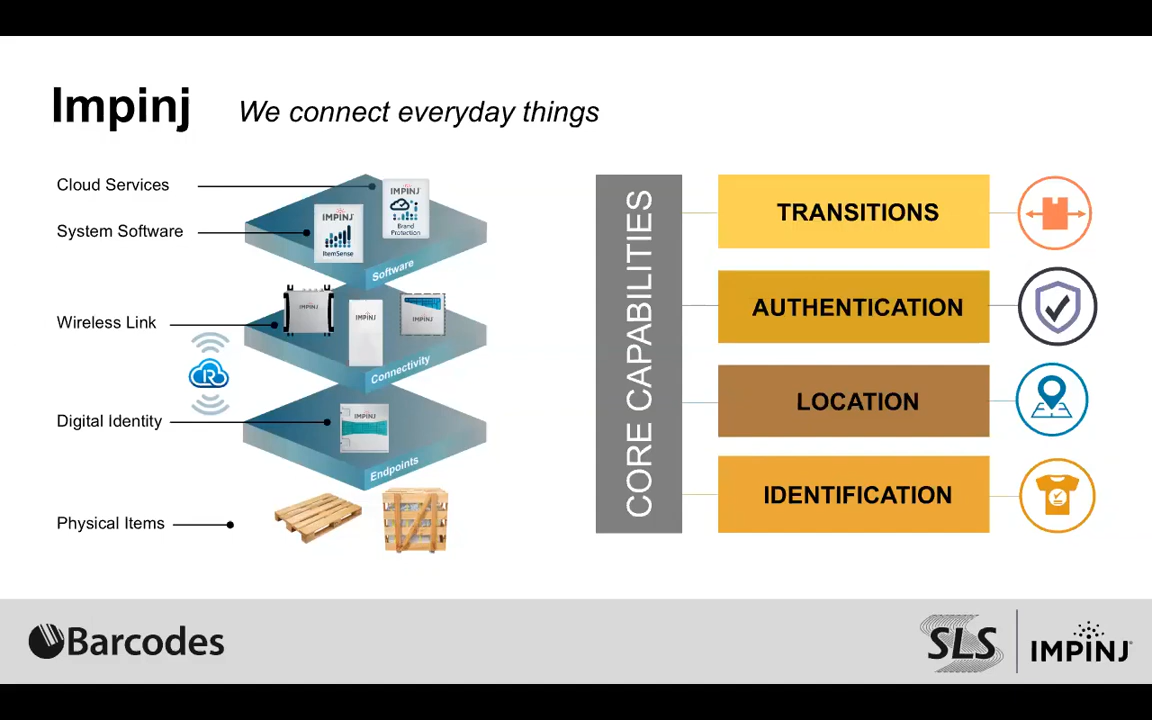 Impinj
We connect everyday things
Cloud Services
System Software
Wireless Link
Digital Identity
Physical Items
IMPINJ
Brand
Protection
IMPINJ
ItemSense
Software
IMPINJ
IMPINJ
IMPINJ
Connectivity
R
IMPINJ
Endpoints
CORE CAPABILITIES
TRANSITIONS
AUTHENTICATION
LOCATION
IDENTIFICATION
Barcodes
SLS
IMPINJ